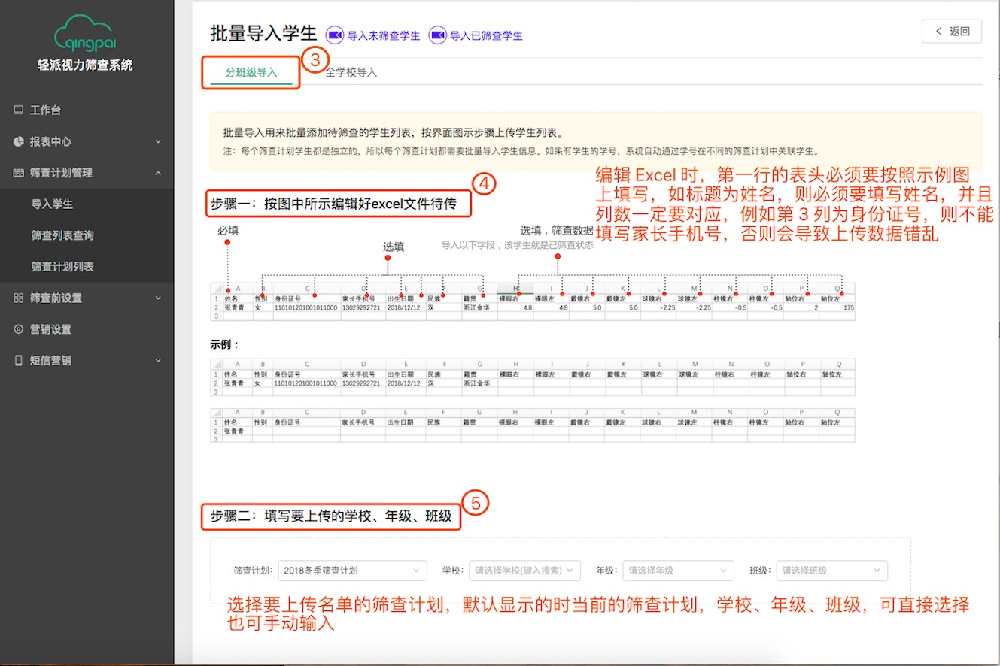 qingpai
轻派视力筛查系统
工作台
报表中心
筛查计划管理
导入学生
筛查列表查询
筛查计划列表
筛查前设置
营销设置
短信营销
批量导入学生 导入未筛查学生 导入已筛查学生
返回
分班级导入 ③ 全学校导入
批量导入用来批量添加待筛查的学生列表，按界面图示步骤上传学生列表。
注：每个筛查计划学生都是独立的，所以每个筛查计划都需要批量导入学生信息。如果有学生的学号，系统自动通过学号在不同的筛查计划中关联学生。
编辑 Excel 时，第一行的表头必须要按照示例图
上填写，如标题为姓名，则必须要填写姓名，并且
列数一定要对应，例如第 3 列为身份证号，则不能
填写家长手机号，否则会导致上传数据错乱
④
步骤一：按图中所示编辑好excel文件待传
必填
选填
选填，筛查数据
导入以下字段，该学生就是已筛查状态
A B C D E F G H I J K L M N O P Q
1 姓名 性别 身份证号 家长手机号 出生日期 民族 籍贯 裸眼右 裸眼左 戴镜右 戴镜左 球镜右 球镜左 柱镜右 柱镜左 轴位右 轴位左
2 张青青 女 110101201001011000 13029292721 2018/12/12 汉 浙江金华 4.8 4.8 5.0 5.0 -2.25 -2.25 -0.5 -0.5 2 175
3
示例：
A B C D E F G H I J K L M N O P Q
1 姓名 性别 身份证号 家长手机号 出生日期 民族 籍贯 裸眼右 裸眼左 戴镜右 戴镜左 球镜右 球镜左 柱镜右 柱镜左 轴位右 轴位左
2 张青青 女 110101201001011000 13029292721 2018/12/12 汉 浙江金华
3
A B C D E F G H I J K L M N O P Q
1 姓名 性别 身份证号 家长手机号 出生日期 民族 籍贯 裸眼右 裸眼左 戴镜右 戴镜左 球镜右 球镜左 柱镜右 柱镜左 轴位右 轴位左
2 张青青
3
⑤
步骤二：填写要上传的学校、年级、班级
筛查计划: 2018冬季筛查计划 学校: 请选择学校(键入搜索) 年级: 请选择年级 班级: 请选择班级
选择要上传名单的筛查计划，默认显示的时当前的筛查计划，学校、年级、班级，可直接选择
也可手动输入